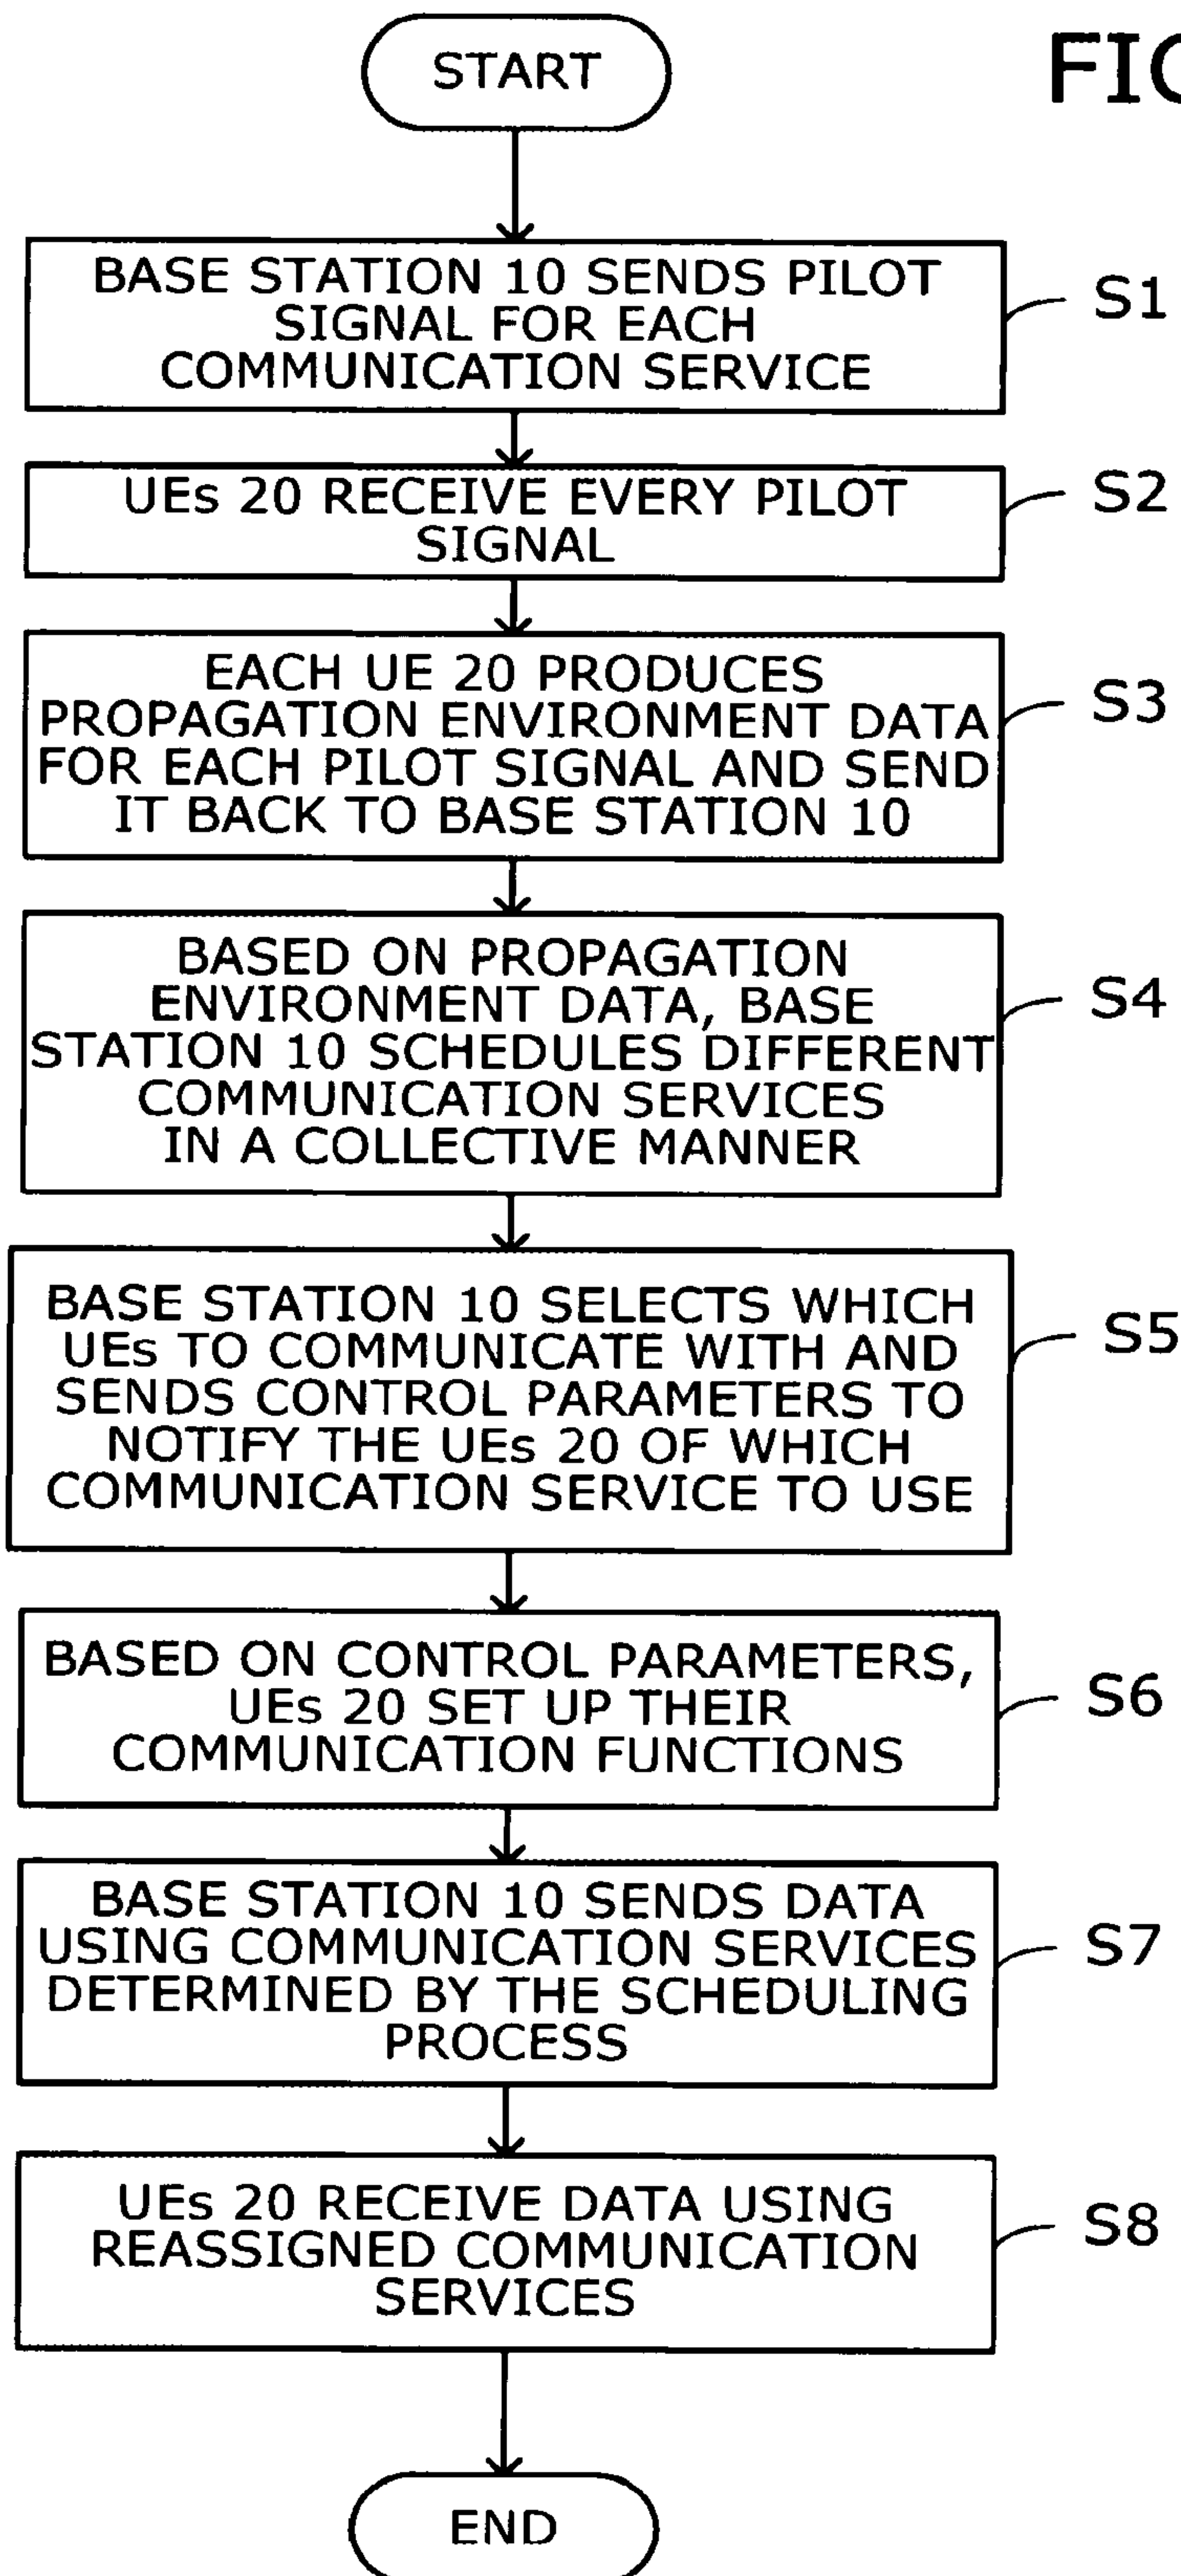 START
FIG
BASE STATION 10 SENDS PILOT
SIGNAL FOR EACH
COMMUNICATION SERVICE
S1
UEs 20 RECEIVE EVERY PILOT
SIGNAL
S2
EACH UE 20 PRODUCES
PROPAGATION ENVIRONMENT DATA
FOR EACH PILOT SIGNAL AND SEND
IT BACK TO BASE STATION 10
S3
BASED ON PROPAGATION
ENVIRONMENT DATA, BASE
STATION 10 SCHEDULES DIFFERENT
COMMUNICATION SERVICES
IN A COLLECTIVE MANNER
S4
BASE STATION 10 SELECTS WHICH
UEs TO COMMUNICATE WITH AND
SENDS CONTROL PARAMETERS TO
NOTIFY THE UEs 20 OF WHICH
COMMUNICATION SERVICE TO USE
S5
BASED ON CONTROL PARAMETERS,
UEs 20 SET UP THEIR
COMMUNICATION FUNCTIONS
S6
BASE STATION 10 SENDS DATA
USING COMMUNICATION SERVICES
DETERMINED BY THE SCHEDULING
PROCESS
S7
UEs 20 RECEIVE DATA USING
REASSIGNED COMMUNICATION
SERVICES
S8
END